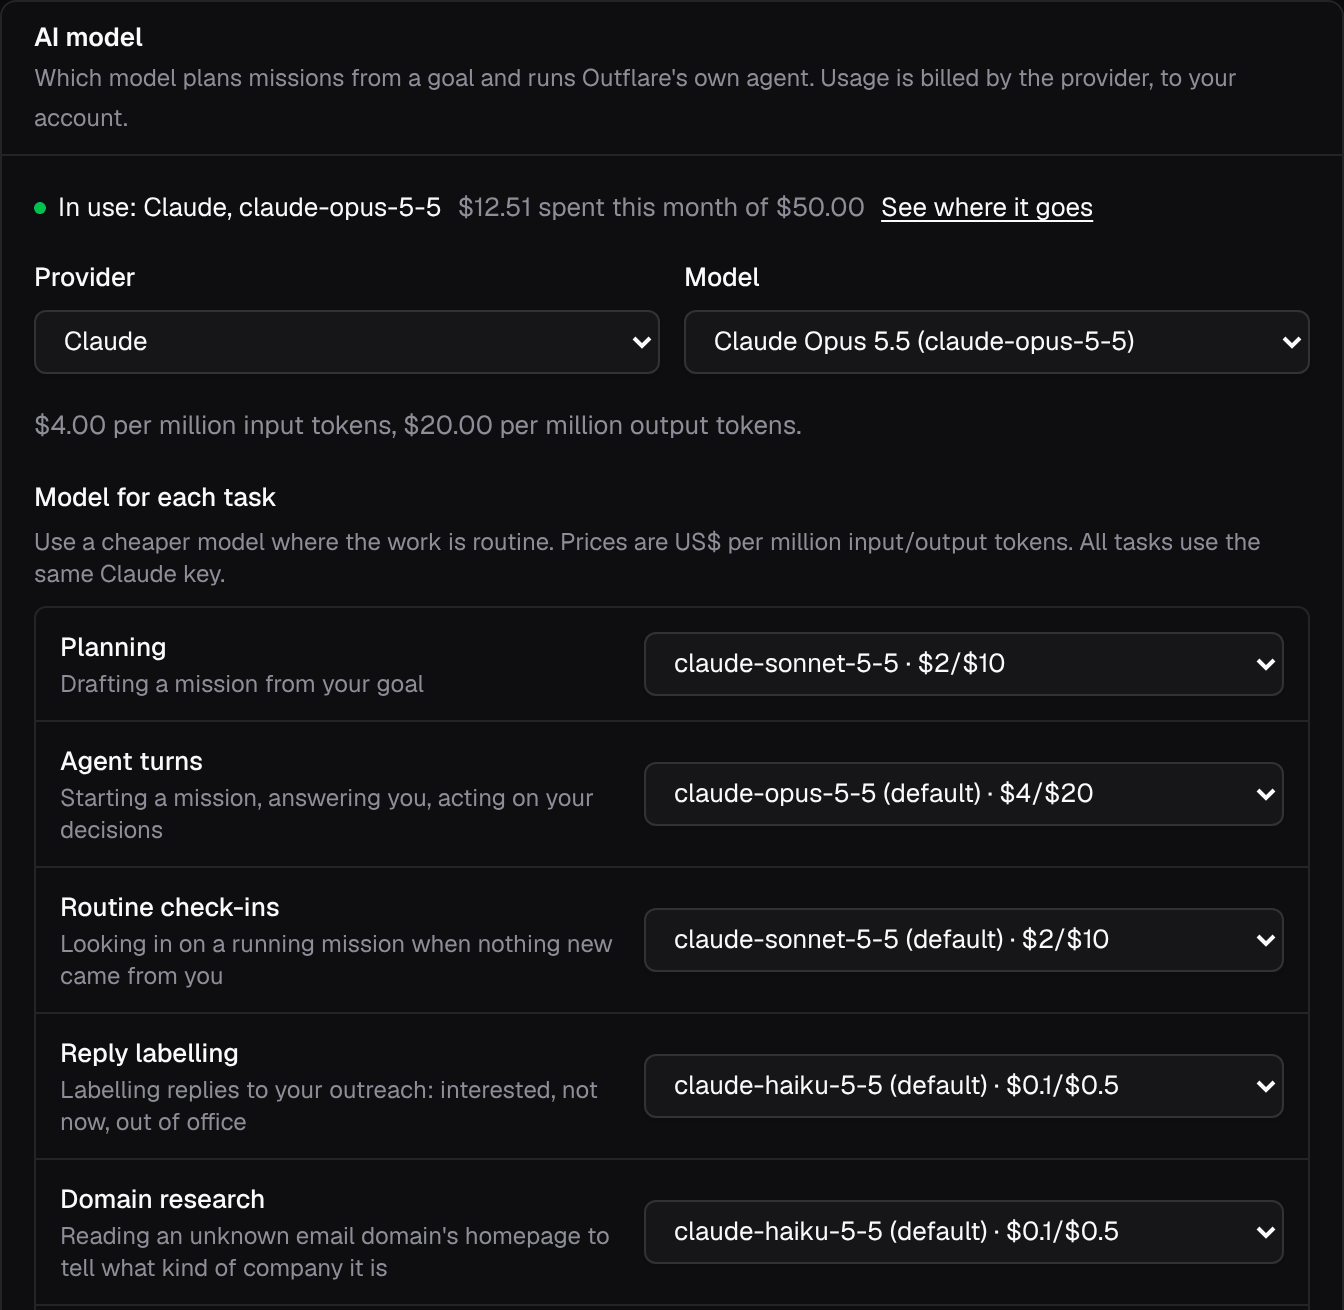 AI model
Which model plans missions from a goal and runs Outflare's own agent. Usage is billed by the provider, to your
account.
In use: Claude, claude-opus-5-5 $12.51 spent this month of $50.00 See where it goes
Provider
Model
Claude
Claude Opus 5.5 (claude-opus-5-5)
$4.00 per million input tokens, $20.00 per million output tokens.
Model for each task
Use a cheaper model where the work is routine. Prices are US$ per million input/output tokens. All tasks use the
same Claude key.
Planning
Drafting a mission from your goal
claude-sonnet-5-5 · $2/$10
Agent turns
Starting a mission, answering you, acting on your
decisions
claude-opus-5-5 (default) · $4/$20
Routine check-ins
Looking in on a running mission when nothing new
came from you
claude-sonnet-5-5 (default) · $2/$10
Reply labelling
Labelling replies to your outreach: interested, not
now, out of office
claude-haiku-5-5 (default) · $0.1/$0.5
Domain research
Reading an unknown email domain's homepage to
tell what kind of company it is
claude-haiku-5-5 (default) · $0.1/$0.5